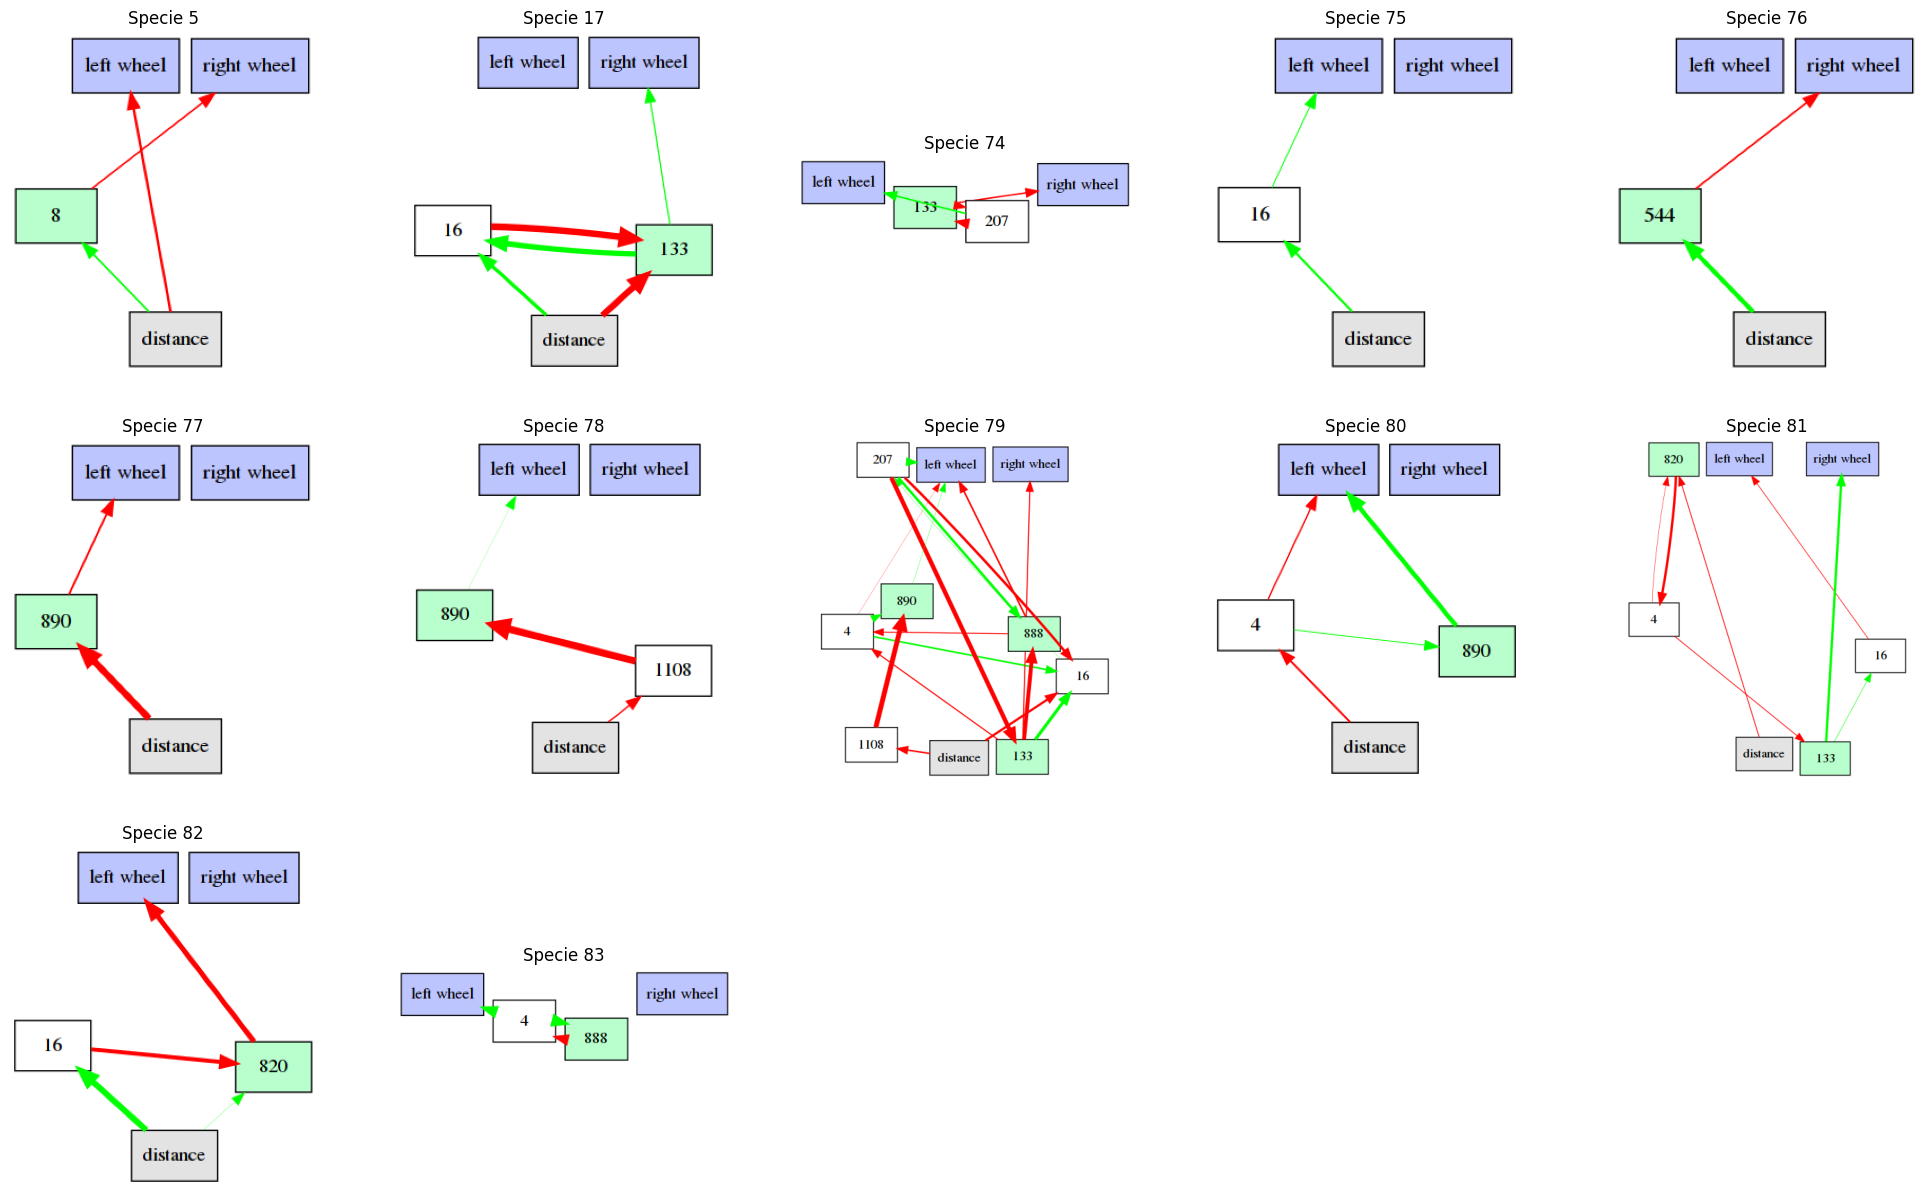 Specie 5
left wheel right wheel
8
distance
Specie 17
left wheel right wheel
16
133
distance
Specie 74
left wheel
right wheel
133
207
Specie 75
left wheel right wheel
16
distance
Specie 76
left wheel right wheel
544
distance
Specie 77
left wheel right wheel
890
distance
Specie 78
left wheel right wheel
890
1108
distance
Specie 79
207 left wheel right wheel
890
4
888
16
1108
distance
133
Specie 80
left wheel right wheel
4
890
distance
Specie 81
820 left wheel right wheel
4
16
distance
133
Specie 82
left wheel right wheel
16
820
distance
Specie 83
left wheel right wheel
4
888